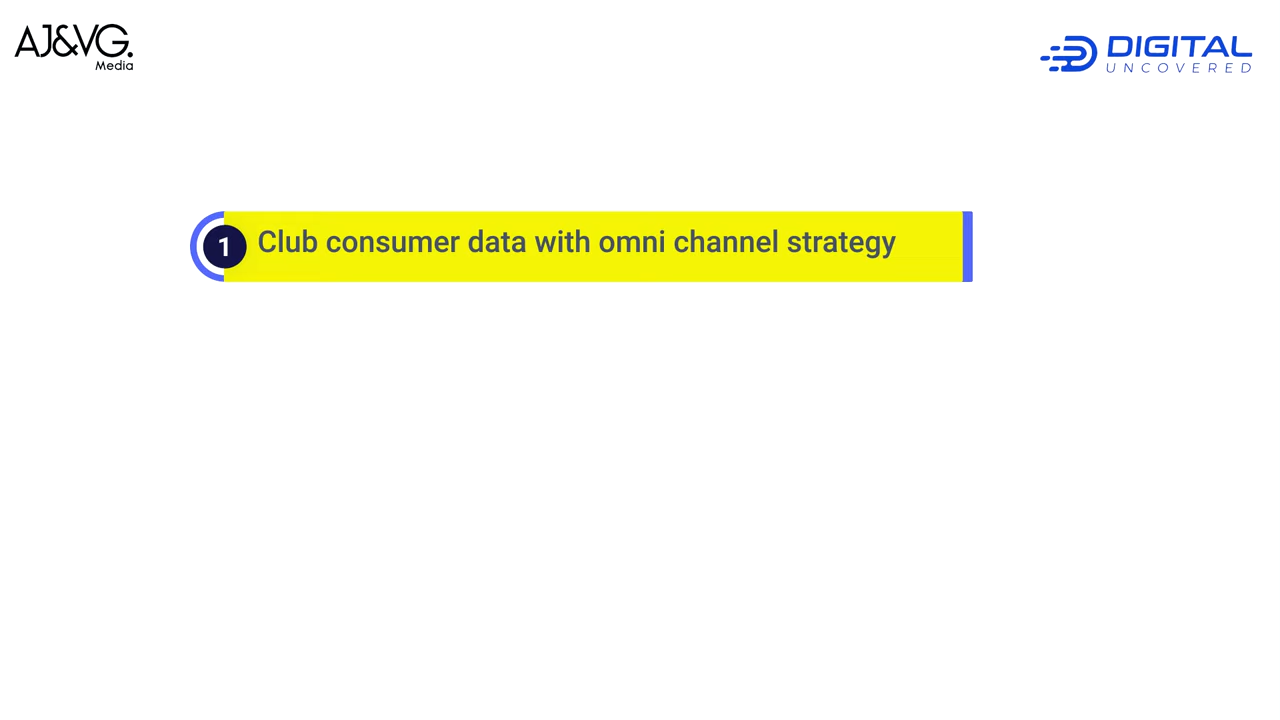 AJ&VG.
Media
DIGITAL
UNCOVERED
1 Club consumer data with omni channel strategy